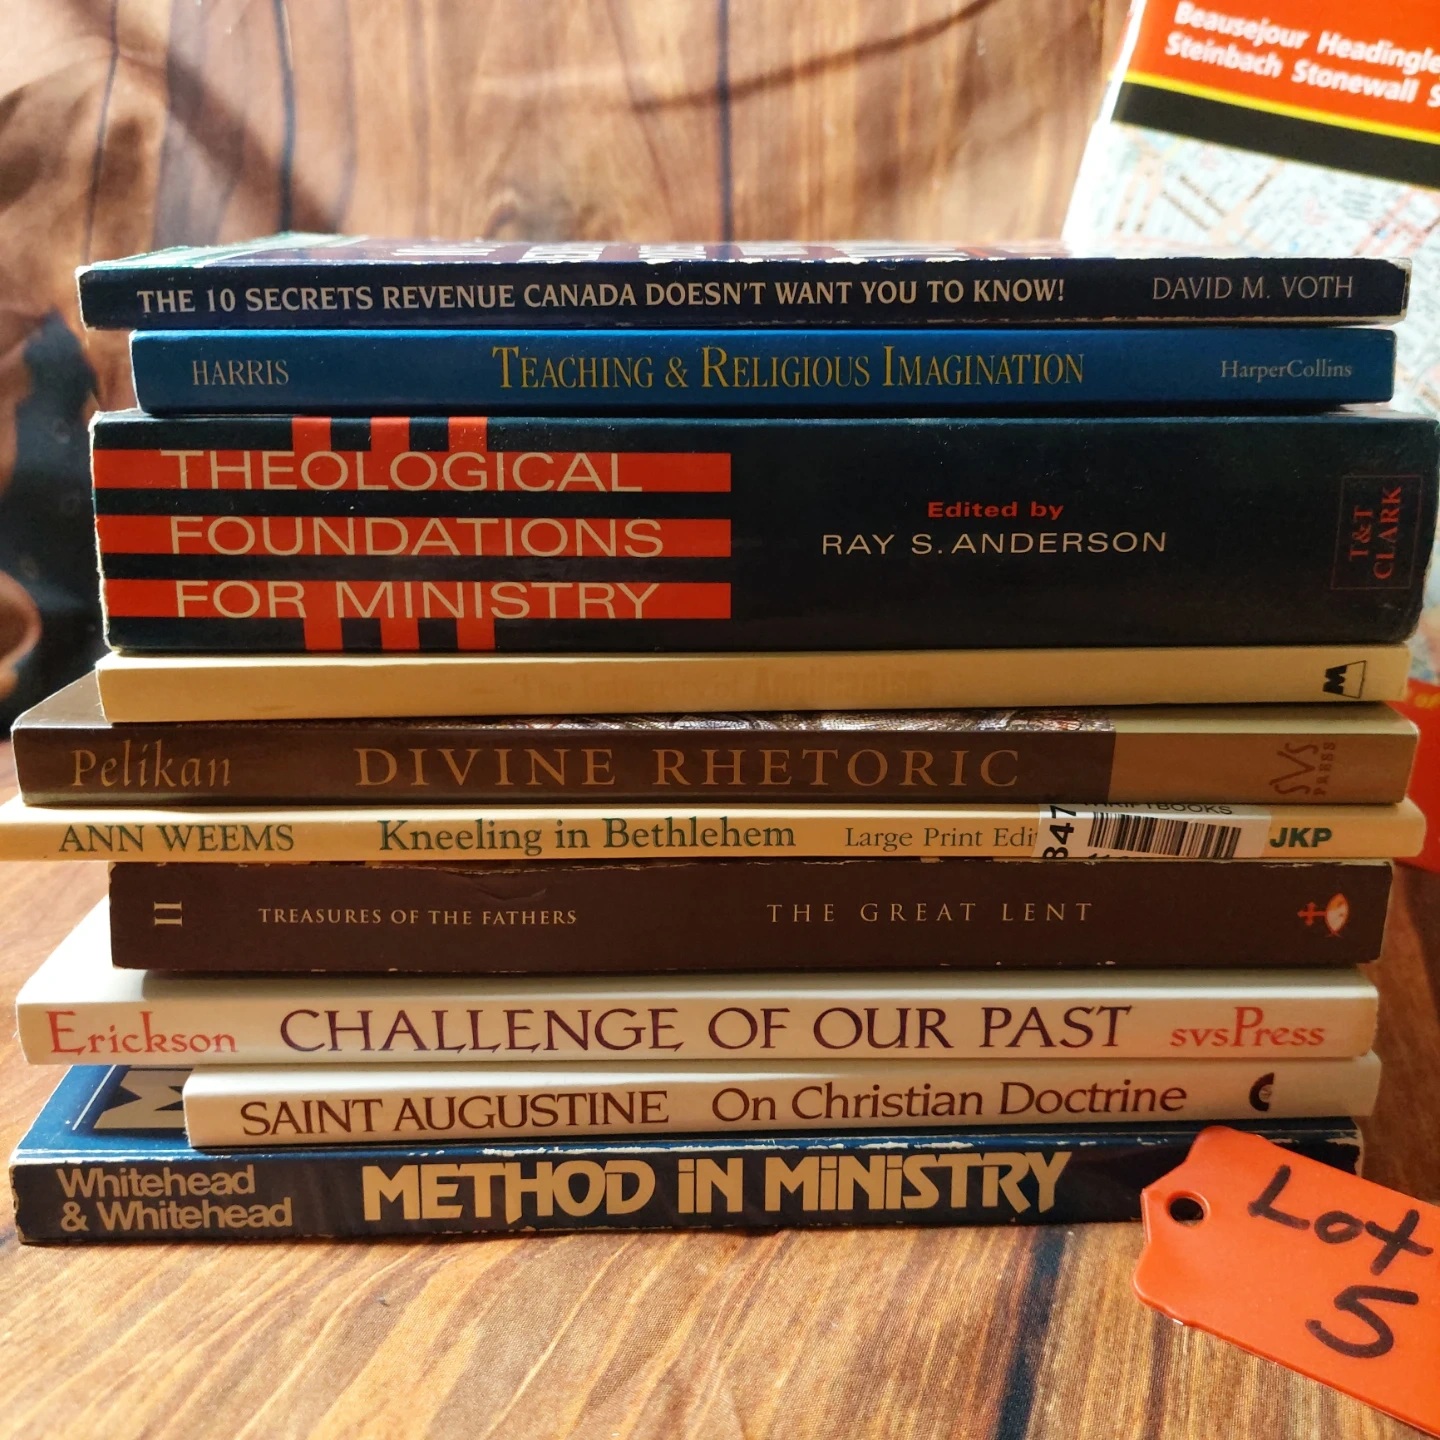 Beausejour Headingle
Steinbach Stonewall S
THE 10 SECRETS REVENUE CANADA DOESN'T WANT YOU TO KNOW! DAVID M. VOTH
HARRIS TEACHING & RELIGIOUS IMAGINATION HarperCollins
THEOLOGICAL
FOUNDATIONS
FOR MINISTRY
Edited by
RAY S. ANDERSON
T&T
CLARK
M
Pelikan DIVINE RHETORIC SVS
PRESS
ANN WEEMS Kneeling in Bethlehem Large Print Edi
THRIFTBOOKS
847
JKP
II TREASURES OF THE FATHERS THE GREAT LENT
Erickson CHALLENGE OF OUR PAST svsPress
SAINT AUGUSTINE On Christian Doctrine
Whitehead
& Whitehead
METHOD iN MiNiSTRY
Lot
5